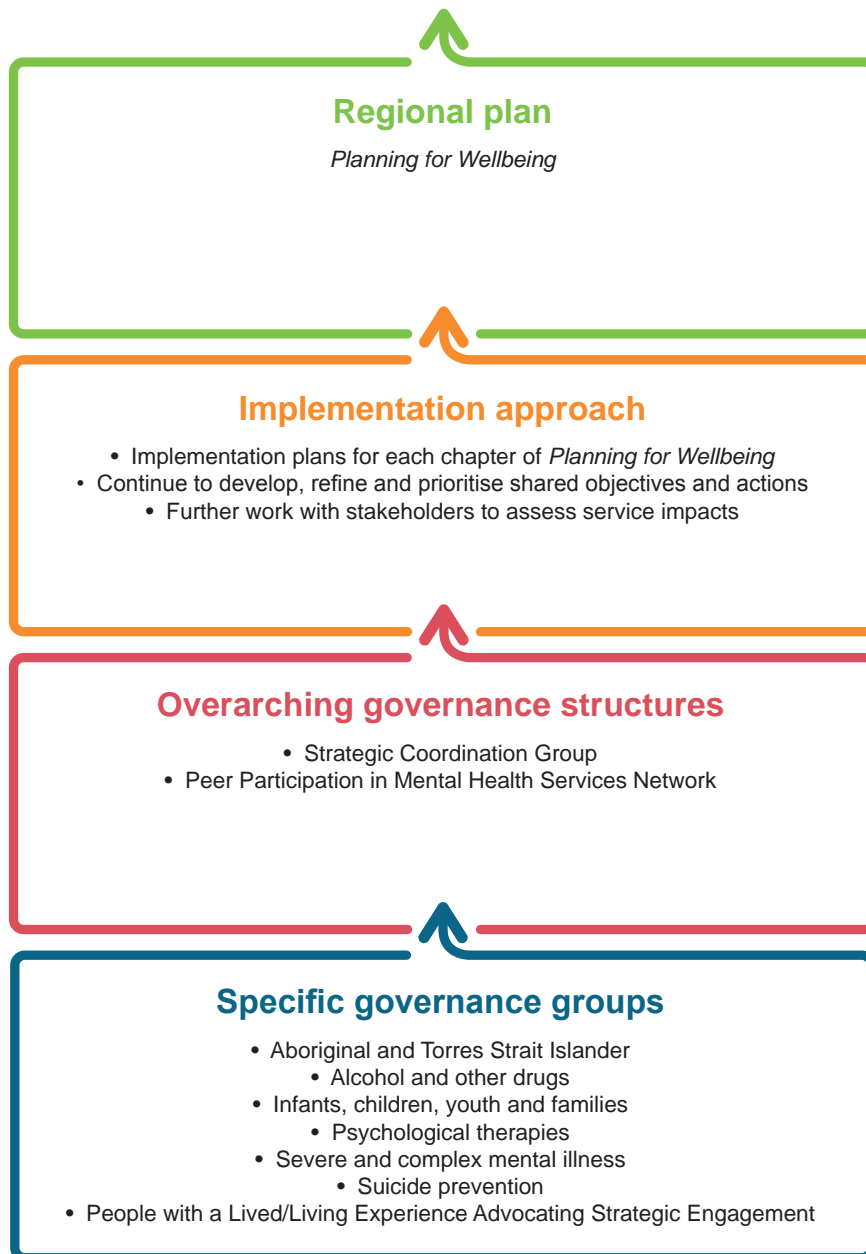 Regional plan
Planning for Wellbeing
Implementation approach
• Implementation plans for each chapter of Planning for Wellbeing
• Continue to develop, refine and prioritise shared objectives and actions
• Further work with stakeholders to assess service impacts
Overarching governance structures
• Strategic Coordination Group
• Peer Participation in Mental Health Services Network
Specific governance groups
• Aboriginal and Torres Strait Islander
• Alcohol and other drugs
• Infants, children, youth and families
• Psychological therapies
• Severe and complex mental illness
• Suicide prevention
• People with a Lived/Living Experience Advocating Strategic Engagement